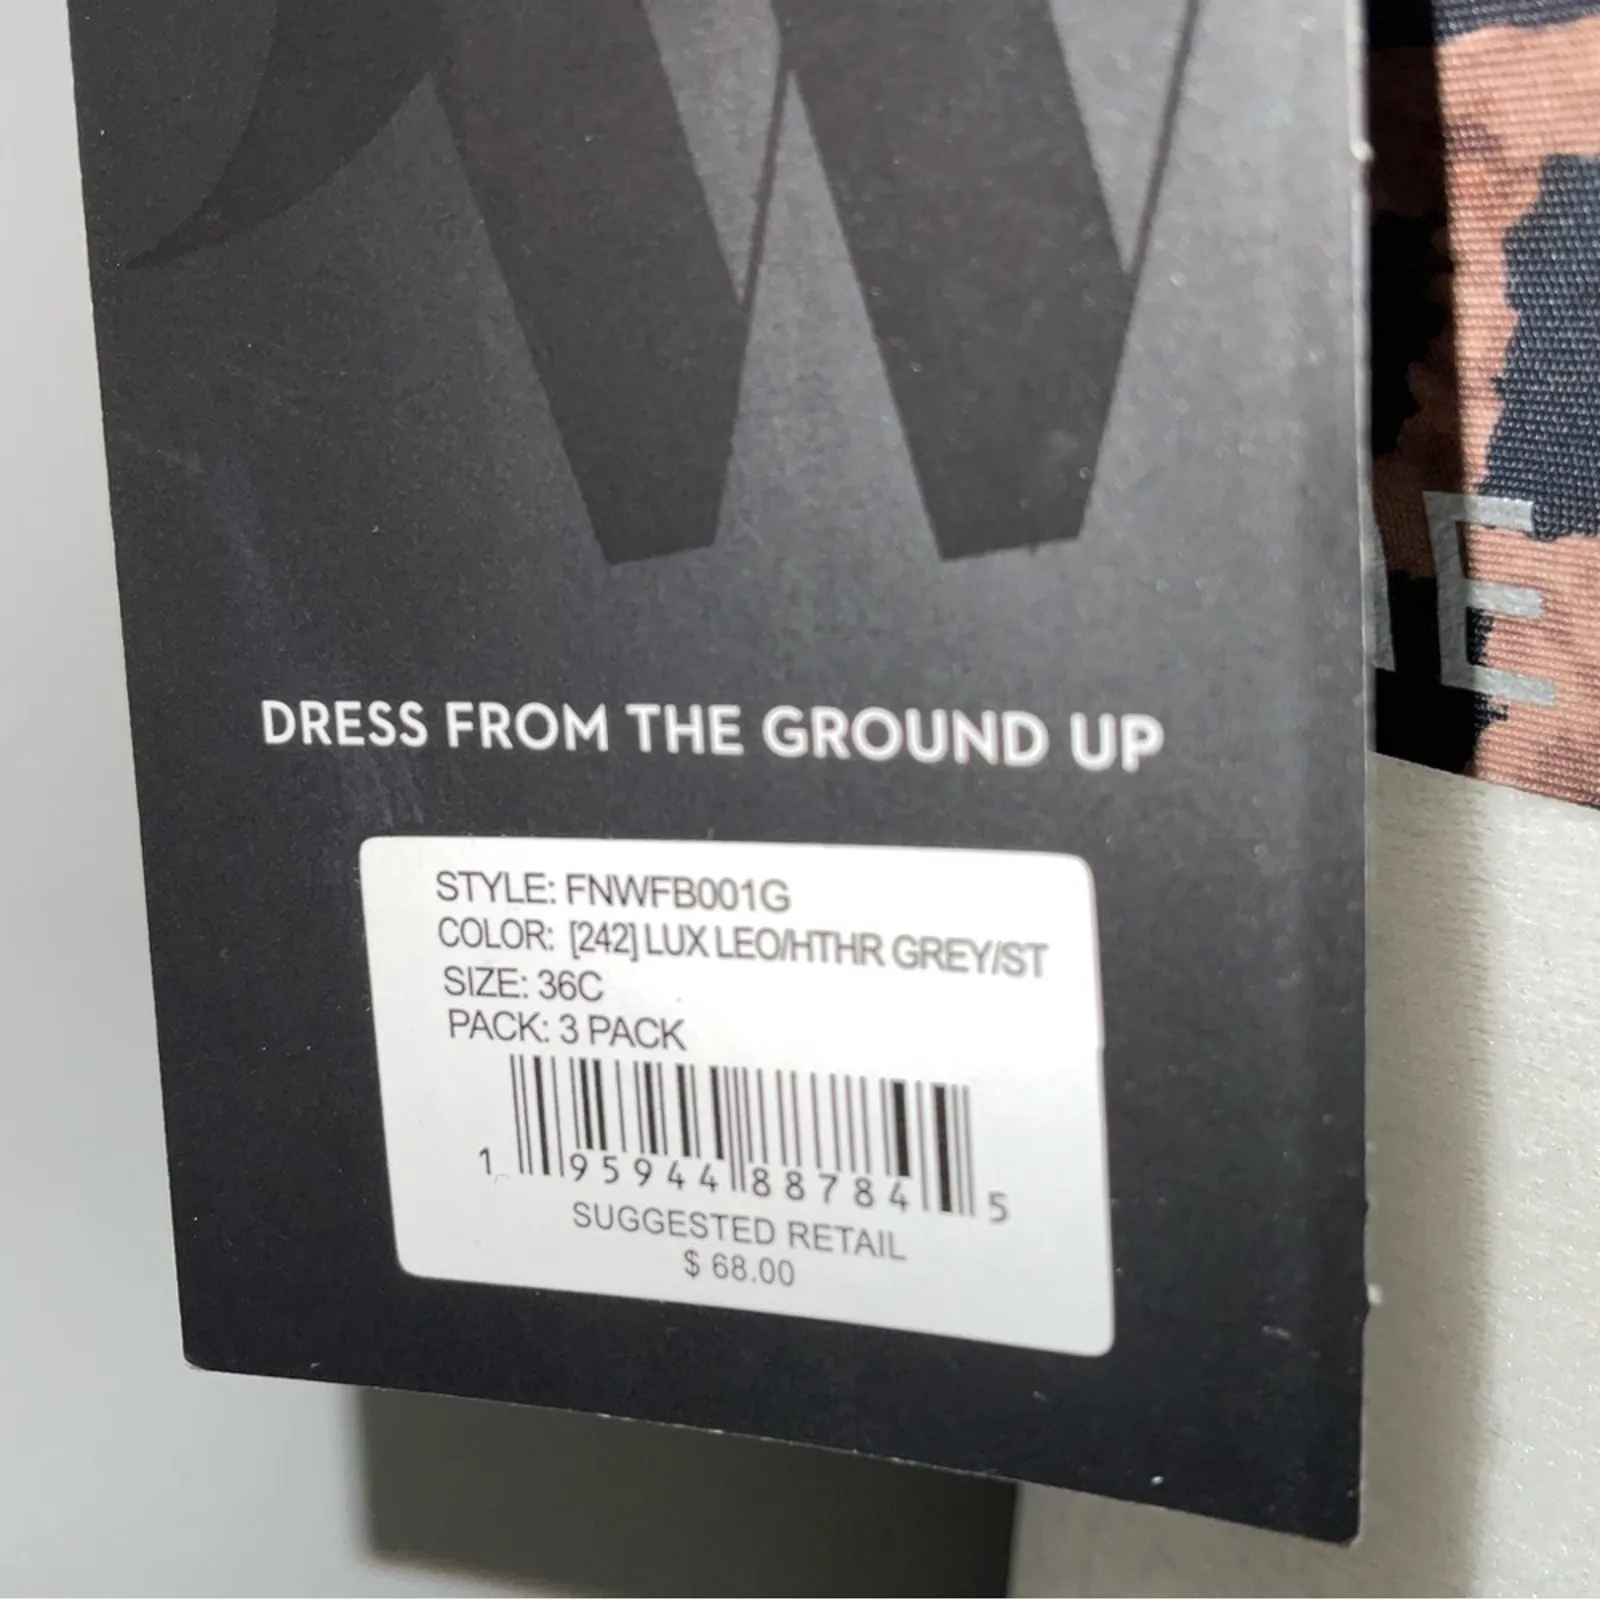 W
DRESS FROM THE GROUND UP
STYLE: FNWFB001G
COLOR: [242] LUX LEO/HTHR GREY/ST
SIZE: 36C
PACK: 3 PACK
1 95944 88784 5
SUGGESTED RETAIL
$ 68.00
E